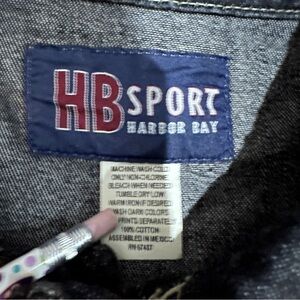 HB SPORT
HARBOR BAY
MACHINE WASH COLD
ONLY NON-CHLORINE
BLEACH WHEN NEEDED
TUMBLE DRY LOW
WARM IRON IF DESIRED
WASH DARK COLORS
PRINTS SEPARATELY
100% COTTON
ASSEMBLED IN MEXICO